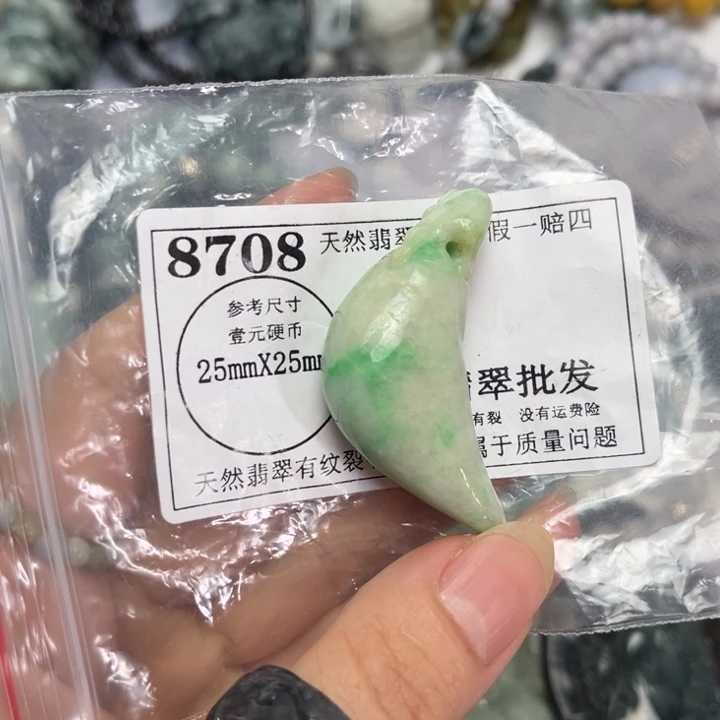 8708 天然翡翠 假一赔四
参考尺寸
壹元硬币
25mmX25mm
翠批发
有裂 没有运费险
天然翡翠有纹裂 属于质量问题